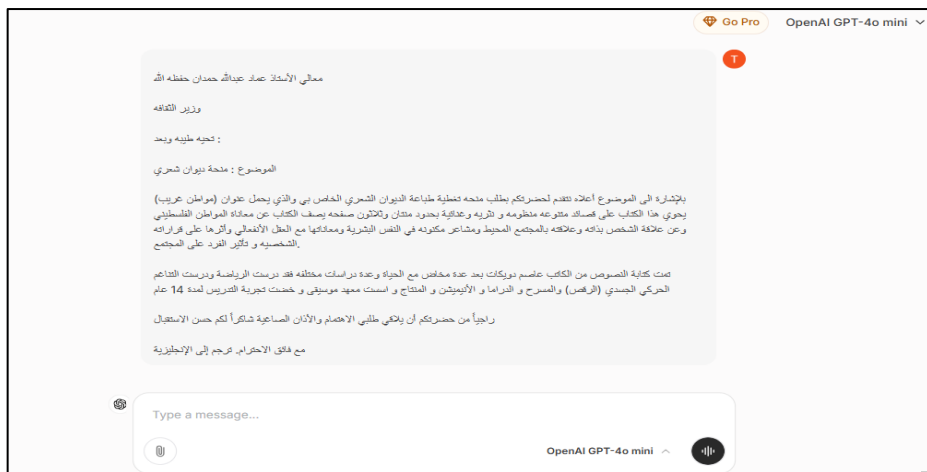 Go Pro
OpenAI GPT-4o mini
T
معالي الأستاذ عماد عبدالله حمدان حفظه الله
وزير الثقافه
تحيه طيبه وبعد :
الموضوع : منحة ديوان شعري
بالإشارة الى الموضوع أعلاه نتقدم لحضرتكم بطلب منحه تغطية طباعة الديوان الشعري الخاص بي والذي يحمل عنوان (مواطن غريب)
يحوي هذا الكتاب على قصائد متنوعه منظومه و نثريه وغنائية بحدود مئتان وثلاثون صفحه يصف الكتاب عن معاناة المواطن الفلسطيني
وعن علاقة الشخص بذاته وعلاقته بالمجتمع المحيط ومشاعر مكنونه في النفس البشرية ومعاناتها مع العقل الأنفعالي وأثرها على قراراته
الشخصيه و تأثير الفرد على المجتمع.
تمت كتابة النصوص من الكاتب عاصم دويكات بعد عدة مخاض مع الحياة وعدة دراسات مختلفه فقد درست الرياضة ودرست التناغم
الحركي الجسدي (الرقص) والمسرح و الدراما و الأنيميشن و المنتاج و اسست معهد موسيقى و خضت تجربة التدريس لمدة 14 عام
راجياً من حضرتكم أن يلاقي طلبي الاهتمام والأذان الصاغية شاكراً لكم حسن الاستقبال
مع فائق الاحترام. ترجم إلى الإنجليزية
Type a message...
OpenAI GPT-4o mini